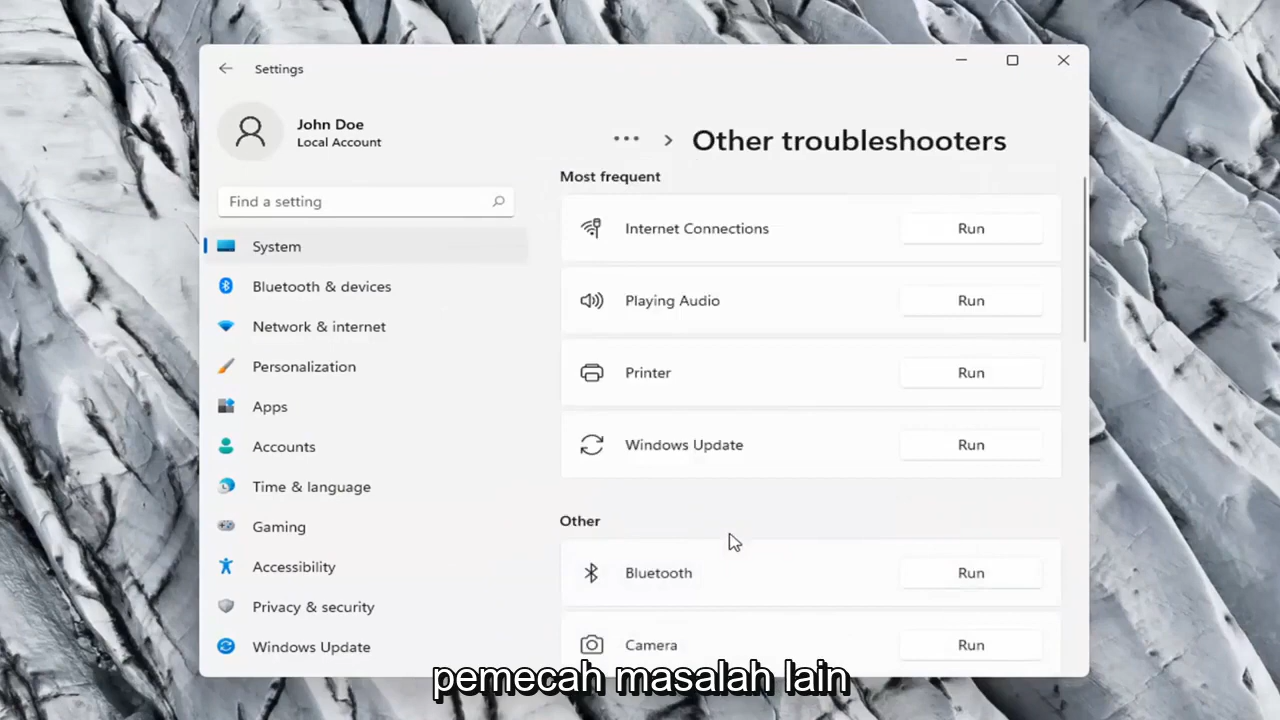 Settings
John Doe
Local Account
Find a setting
System
Bluetooth & devices
Network & internet
Personalization
Apps
Accounts
Time & language
Gaming
Accessibility
Privacy & security
Windows Update
... > Other troubleshooters
Most frequent
Internet Connections Run
Playing Audio Run
Printer Run
Windows Update Run
Other
Bluetooth Run
Camera Run
pemecah masalah lain